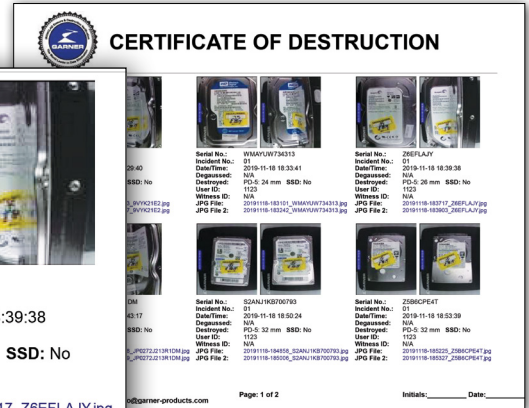 GARNER
CERTIFICATE OF DESTRUCTION
29:40
SSD: No
3_9VYK21E2.jpg
7_9VYK21E2.jpg
Serial No.: WMAYUW734313
Incident No.: 01
Date/Time: 2019-11-18 18:33:41
Degaussed: N/A
Destroyed: PD-5: 24 mm SSD: No
User ID: 1123
Witness ID: N/A
JPG File: 20191118-183101_WMAYUW734313.jpg
JPG File 2: 20191118-183242_WMAYUW734313.jpg
Serial No.: Z6EFLAJY
Incident No.: 01
Date/Time: 2019-11-18 18:39:38
Degaussed: N/A
Destroyed: PD-5: 26 mm SSD: No
User ID: 1123
Witness ID: N/A
JPG File: 20191118-183717_Z6EFLAJY.jpg
JPG File 2: 20191118-183903_Z6EFLAJY.jpg
:39:38
SSD: No
17_Z6EFLAJY.jpg
DM
43:17
SSD: No
_JP0272J213R1DM.jpg
_JP0272J213R1DM.jpg
Serial No.: S2ANJ1KB700793
Incident No.: 01
Date/Time: 2019-11-18 18:50:24
Degaussed: N/A
Destroyed: PD-5: 32 mm SSD: No
User ID: 1123
Witness ID: N/A
JPG File: 20191118-184858_S2ANJ1KB700793.jpg
JPG File 2: 20191118-185006_S2ANJ1KB700793.jpg
Serial No.: Z5B6CPE4T
Incident No.: 01
Date/Time: 2019-11-18 18:53:39
Degaussed: N/A
Destroyed: PD-5: 32 mm SSD: No
User ID: 1123
Witness ID: N/A
JPG File: 20191118-185225_Z5B6CPE4T.jpg
JPG File 2: 20191118-185327_Z5B6CPE4T.jpg
o@garner-products.com
Page: 1 of 2
Initials: Date: